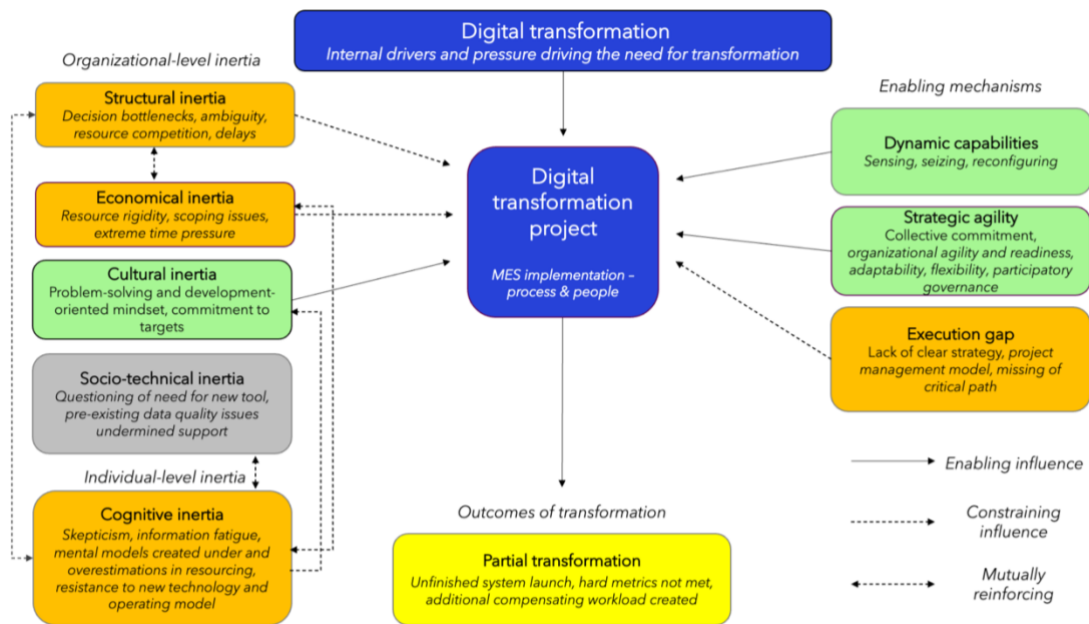 Digital transformation
Internal drivers and pressure driving the need for transformation
Organizational-level inertia
Structural inertia
Decision bottlenecks, ambiguity,
resource competition, delays
Economical inertia
Resource rigidity, scoping issues,
extreme time pressure
Cultural inertia
Problem-solving and development-
oriented mindset, commitment to
targets
Socio-technical inertia
Questioning of need for new tool,
pre-existing data quality issues
undermined support
Individual-level inertia
Cognitive inertia
Skepticism, information fatigue,
mental models created under and
overestimations in resourcing,
resistance to new technology and
operating model
Digital
transformation
project
MES implementation –
process & people
Outcomes of transformation
Partial transformation
Unfinished system launch, hard metrics not met,
additional compensating workload created
Enabling mechanisms
Dynamic capabilities
Sensing, seizing, reconfiguring
Strategic agility
Collective commitment,
organizational agility and readiness,
adaptability, flexibility, participatory
governance
Execution gap
Lack of clear strategy, project
management model, missing of
critical path
Enabling influence
Constraining
influence
Mutually
reinforcing